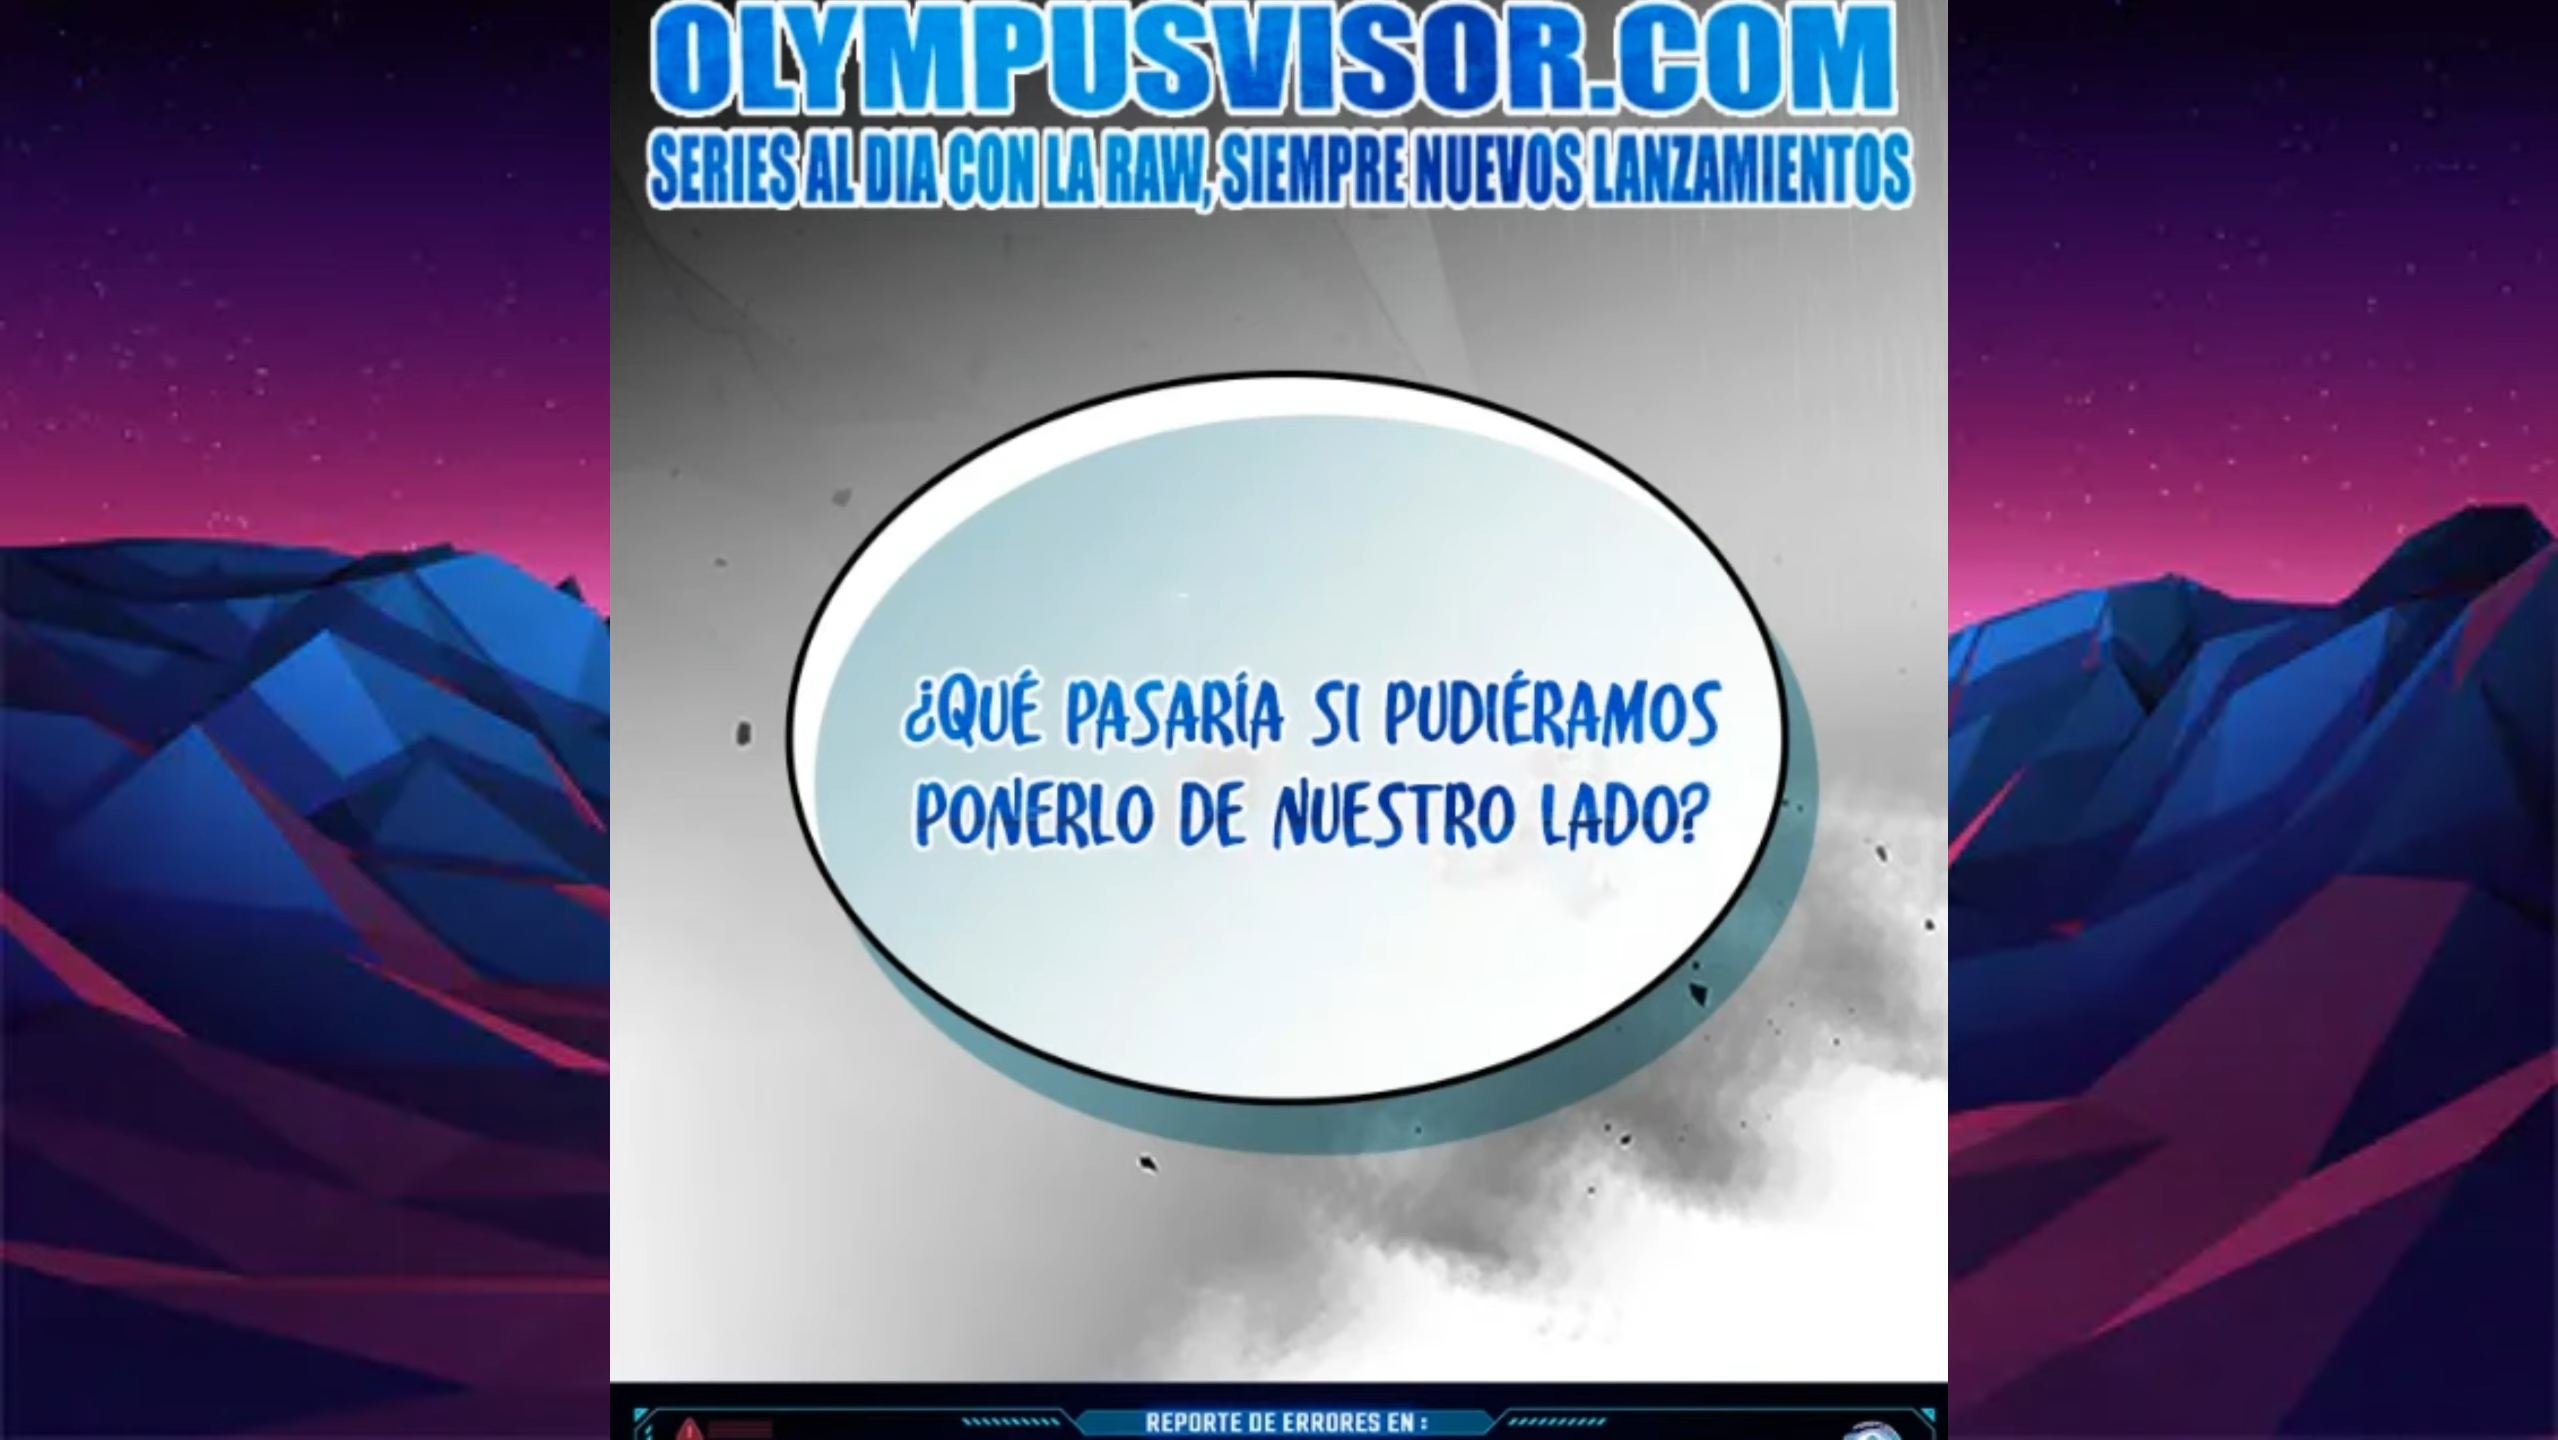 OLYMPUSVISOR.COM
SERIES AL DIA CON LA RAW, SIEMPRE NUEVOS LANZAMIENTOS
¿QUÉ PASARÍA SI PUDIÉRAMOS
PONERLO DE NUESTRO LADO?
REPORTE DE ERRORES EN :